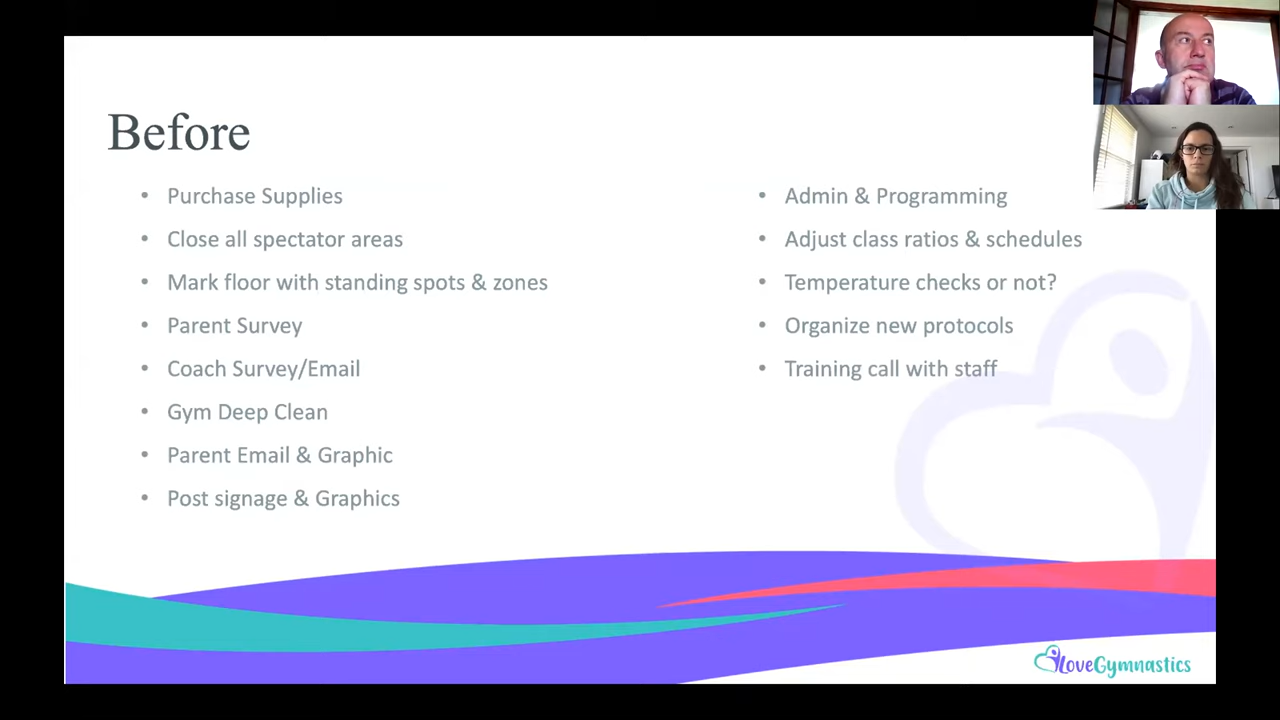 Before
• Purchase Supplies
• Close all spectator areas
• Mark floor with standing spots & zones
• Parent Survey
• Coach Survey/Email
• Gym Deep Clean
• Parent Email & Graphic
• Post signage & Graphics
• Admin & Programming
• Adjust class ratios & schedules
• Temperature checks or not?
• Organize new protocols
• Training call with staff
iLoveGymnastics